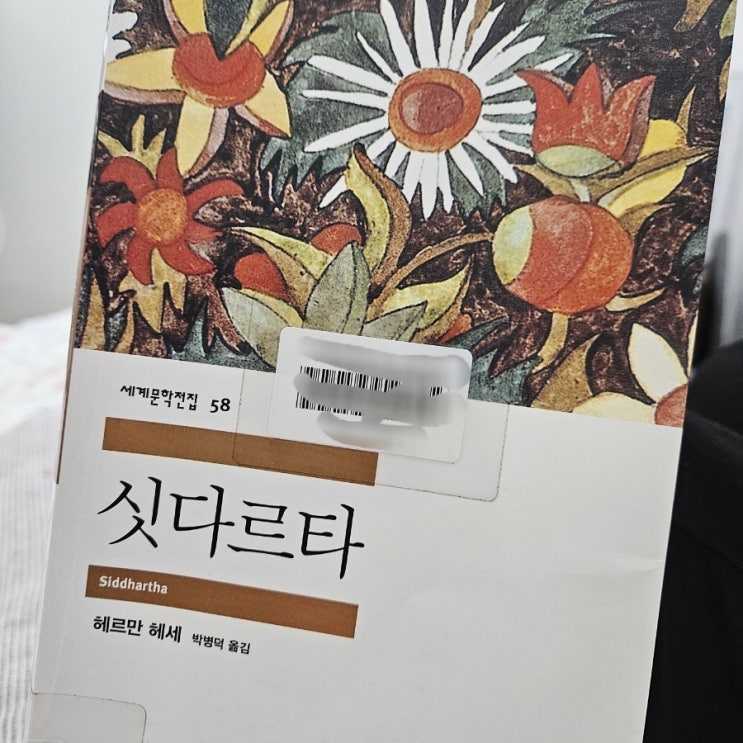 세계문학전집 58
싯다르타
Siddhartha
헤르만 헤세 박병덕 옮김